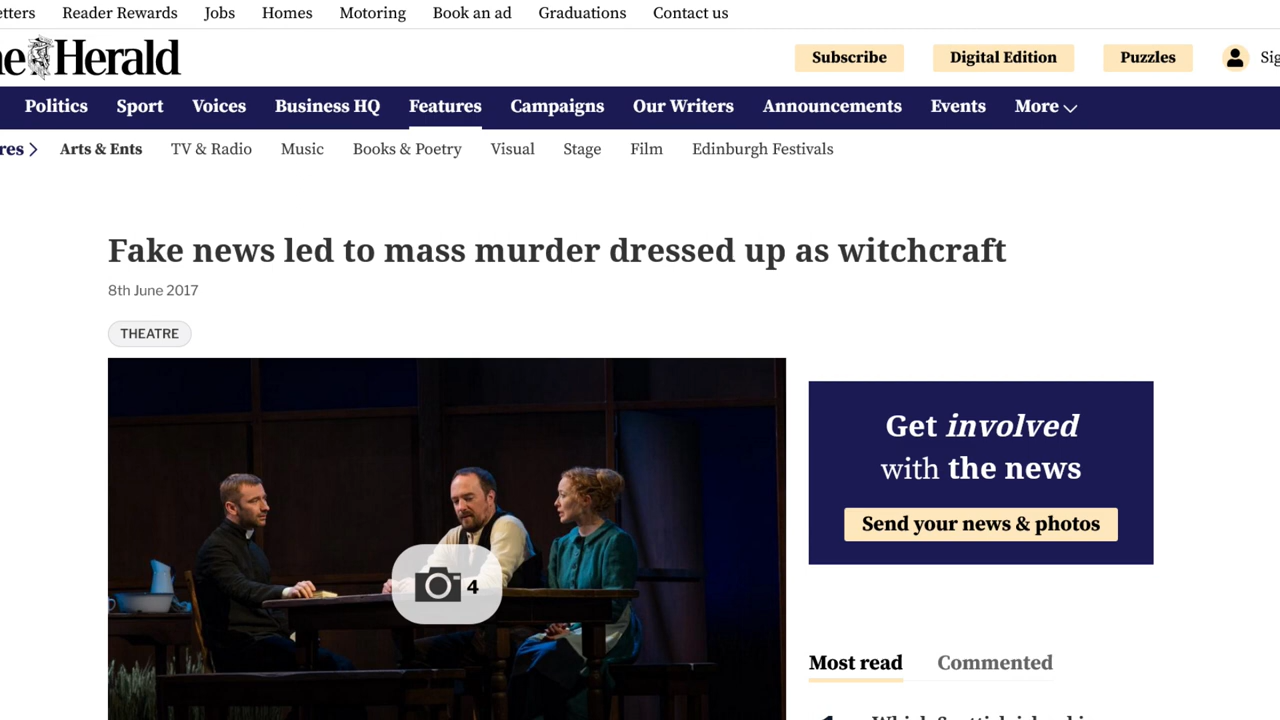 Reader Rewards Jobs Homes Motoring Book an ad Graduations Contact us
Herald
Subscribe Digital Edition Puzzles
Politics Sport Voices Business HQ Features Campaigns Our Writers Announcements Events More
Arts & Ents TV & Radio Music Books & Poetry Visual Stage Film Edinburgh Festivals
Fake news led to mass murder dressed up as witchcraft
8th June 2017
THEATRE
4
Get involved
with the news
Send your news & photos
Most read Commented